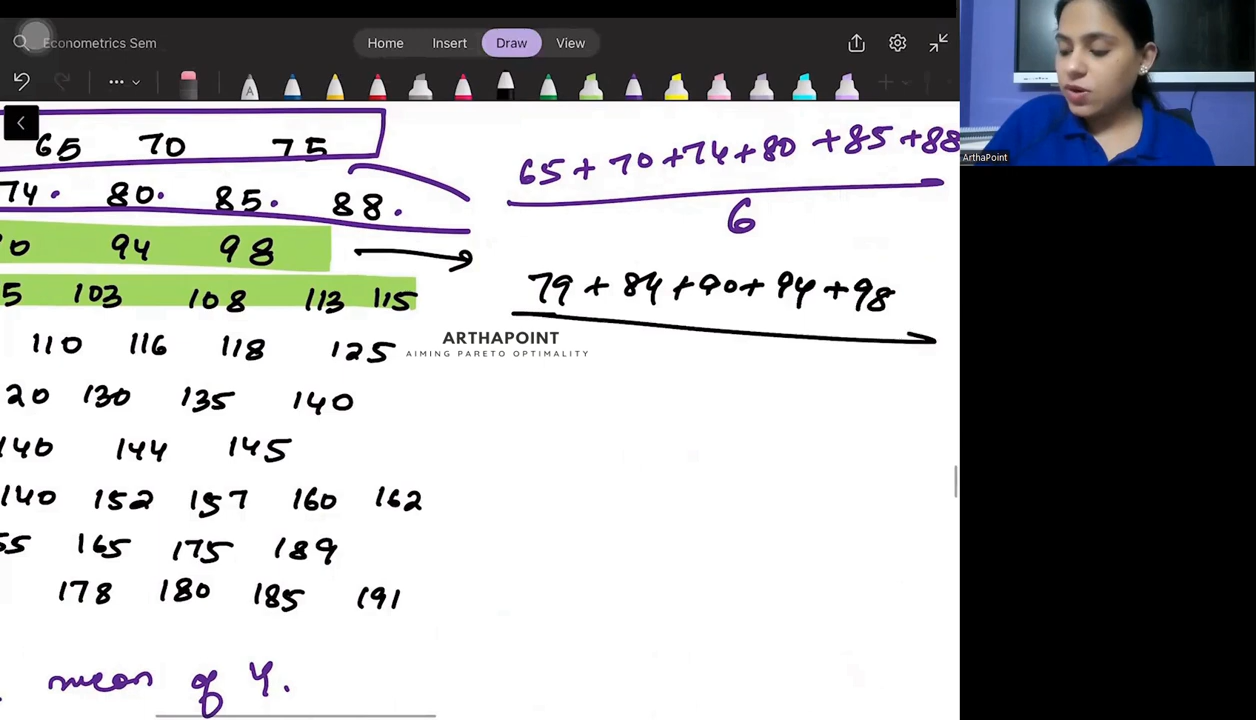 Econometrics Sem
Home Insert Draw View
65 70 75
74. 80. 85. 88.
0 94 98
5 103 108 113 115
110 116 118 125
20 130 135 140
140 144 145
140 152 157 160 162
55 165 175 189
178 180 185 191
mean of Y.
65 + 70 + 74 + 80 + 85 + 88
6
79 + 84 + 90 + 94 + 98
ARTHAPOINT
AIMING PARETO OPTIMALITY
ArthaPoint